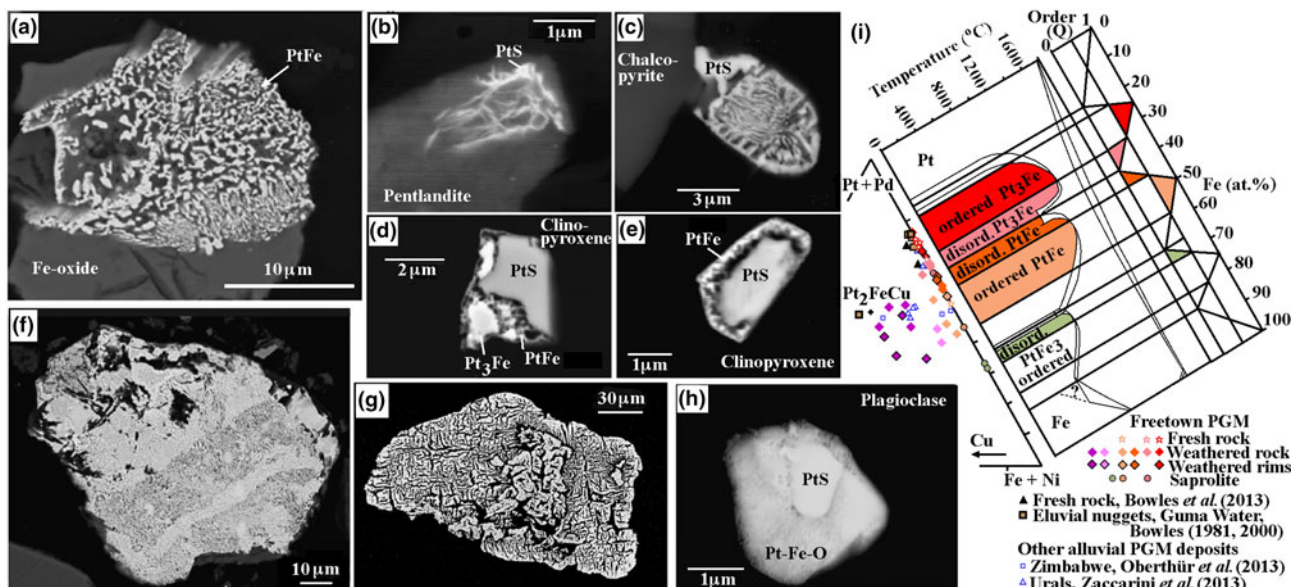 (a)
PtFe
Fe-oxide
10μm
(b)
1μm
PtS
Pentlandite
(c)
Chalco-
pyrite
PtS
3μm
(d)
Clino-
pyroxene
2μm
PtS
Pt3Fe
PtFe
(e)
PtFe
PtS
1μm
Clinopyroxene
(f)
10μm
(g)
30μm
(h)
Plagioclase
PtS
Pt-Fe-O
1μm
(i)
Order 1
(Q)
0
0
10
20
30
40
50
60
70
80
90
100
Fe (at.%)
Temperature (°C)
0
400
800
1200
1600
Pt
Pt + Pd
ordered Pt3Fe
disord. Pt3Fe
disord. PtFe
ordered PtFe
Pt2FeCu
disord.
PtFe3
ordered
?
Fe
Cu
Fe + Ni
Freetown PGM
Fresh rock
Weathered rock
Weathered rims
Saprolite
Fresh rock, Bowles et al. (2013)
Eluvial nuggets, Guma Water,
Bowles (1981, 2000)
Other alluvial PGM deposits
Zimbabwe, Oberthür et al. (2013)
Urals, Zaccarini et al. (2013)